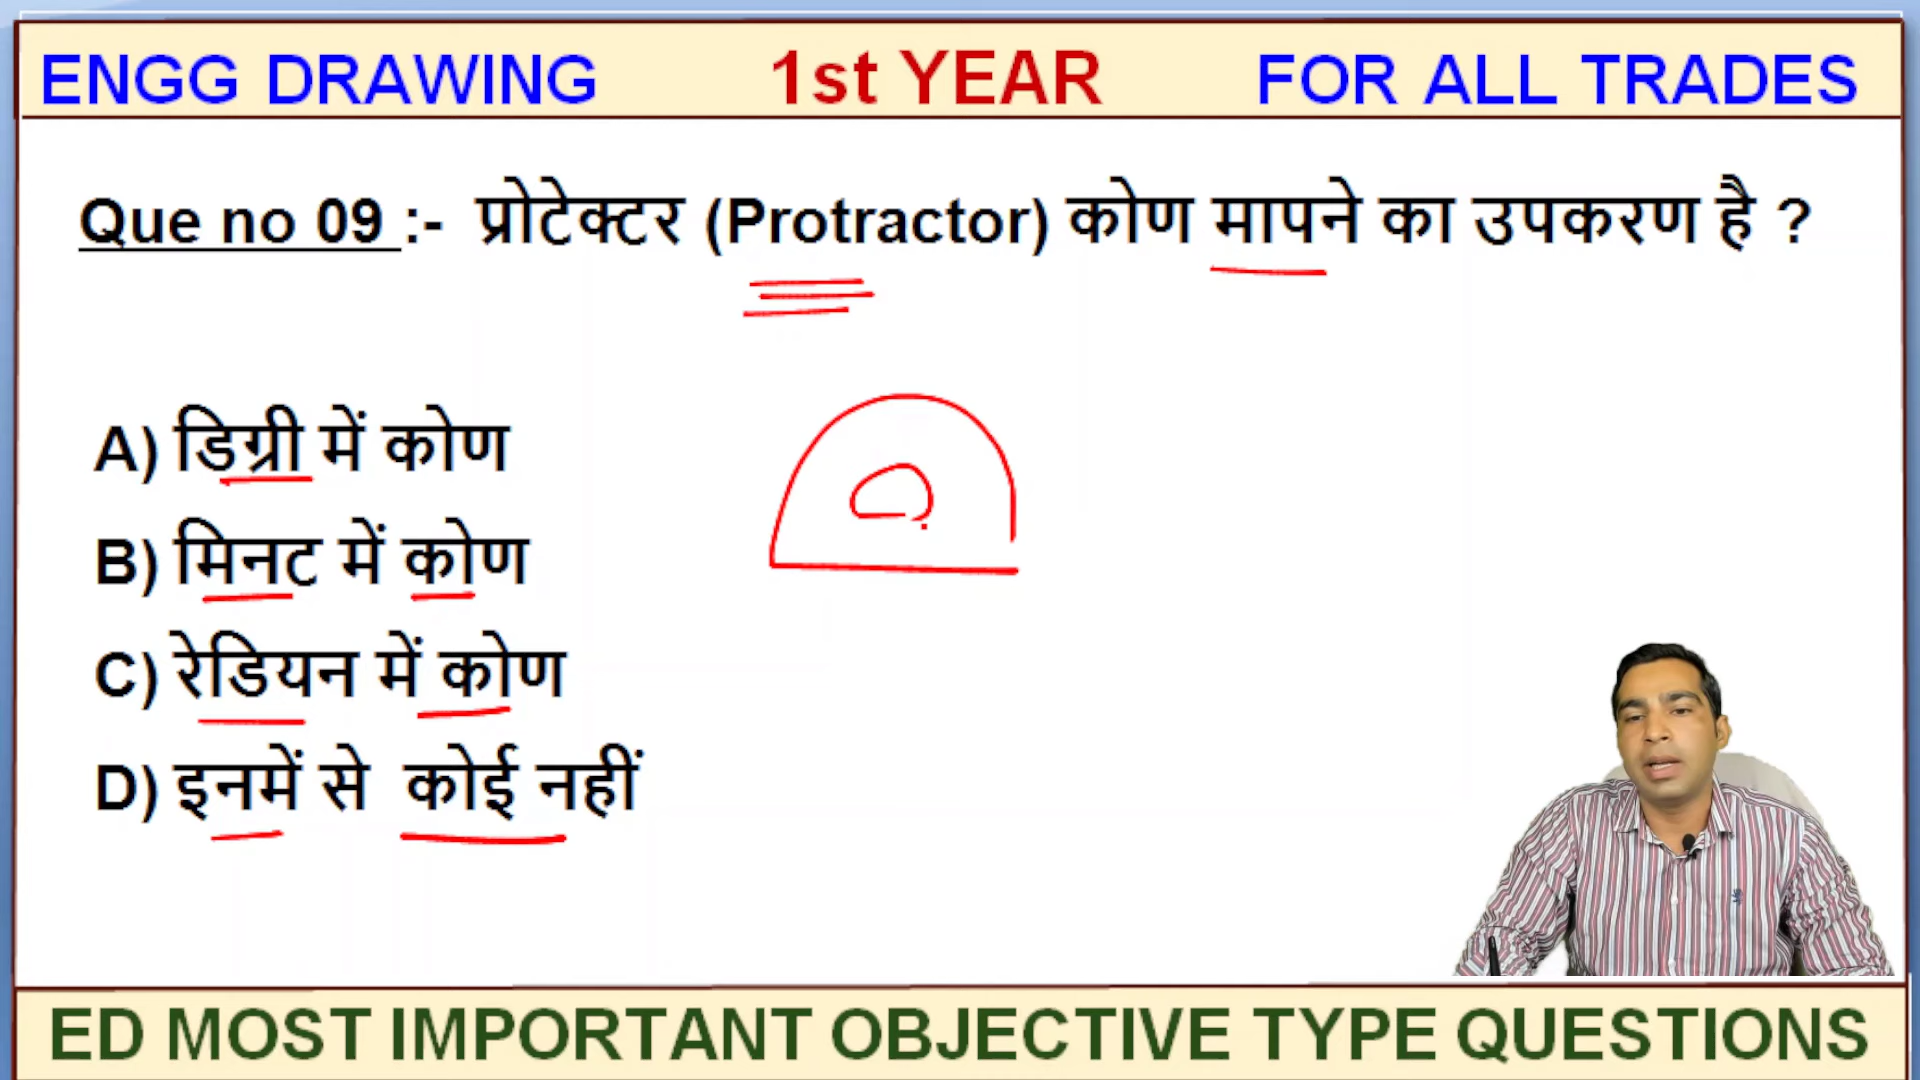 ENGG DRAWING 1st YEAR FOR ALL TRADES
Que no 09 :- प्रोटेक्टर (Protractor) कोण मापने का उपकरण है ?
A) डिग्री में कोण
B) मिनट में कोण
C) रेडियन में कोण
D) इनमें से कोई नहीं
ED MOST IMPORTANT OBJECTIVE TYPE QUESTIONS